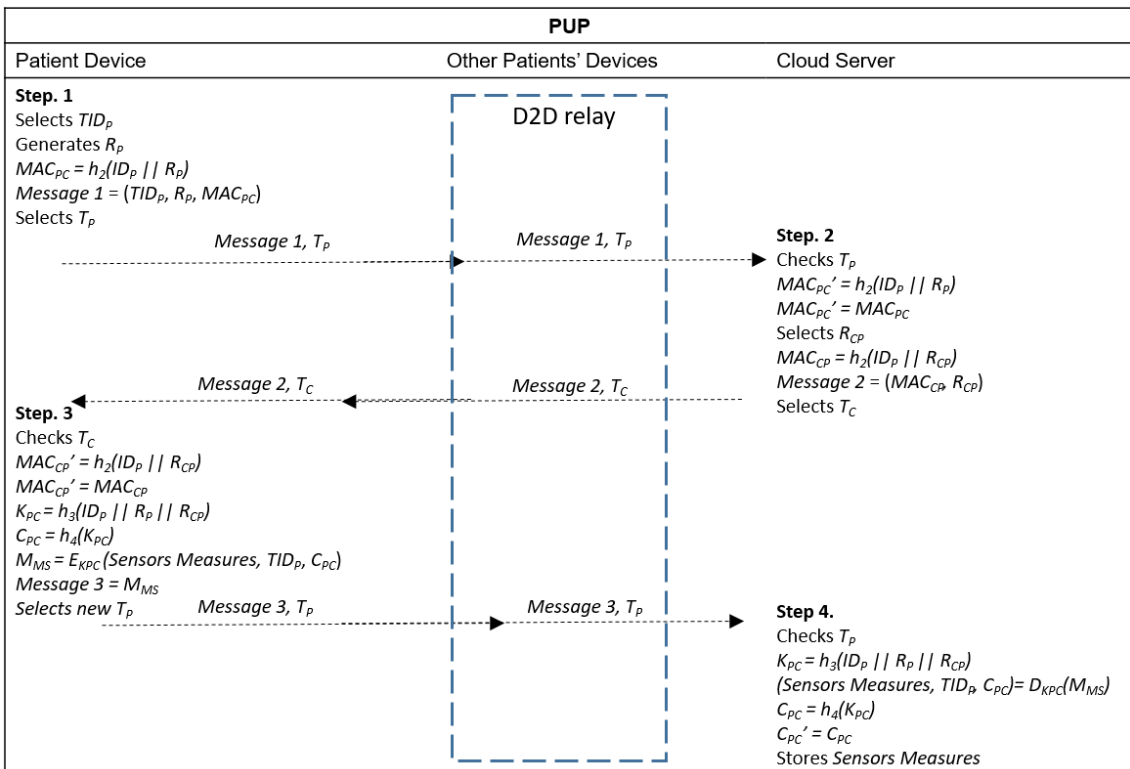 PUP
Patient Device
Other Patients' Devices
Cloud Server
Step. 1
Selects TIDP
Generates RP
MACPC = h2(IDP || RP)
Message 1 = (TIDP, RP, MACPC)
Selects TP
D2D relay
Message 1, TP
Message 1, TP
Step. 2
Checks TP
MACPC' = h2(IDP || RP)
MACPC' = MACPC
Selects RCP
MACCP = h2(IDP || RCP)
Message 2 = (MACCP, RCP)
Selects TC
Message 2, TC
Message 2, TC
Step. 3
Checks TC
MACCP' = h2(IDP || RCP)
MACCP' = MACCP
KPC = h3(IDP || RP || RCP)
CPC = h4(KPC)
MMS = EKPC (Sensors Measures, TIDP, CPC)
Message 3 = MMS
Selects new TP
Message 3, TP
Message 3, TP
Step 4.
Checks TP
KPC = h3(IDP || RP || RCP)
(Sensors Measures, TIDP, CPC)= DKPC(MMS)
CPC = h4(KPC)
CPC' = CPC
Stores Sensors Measures